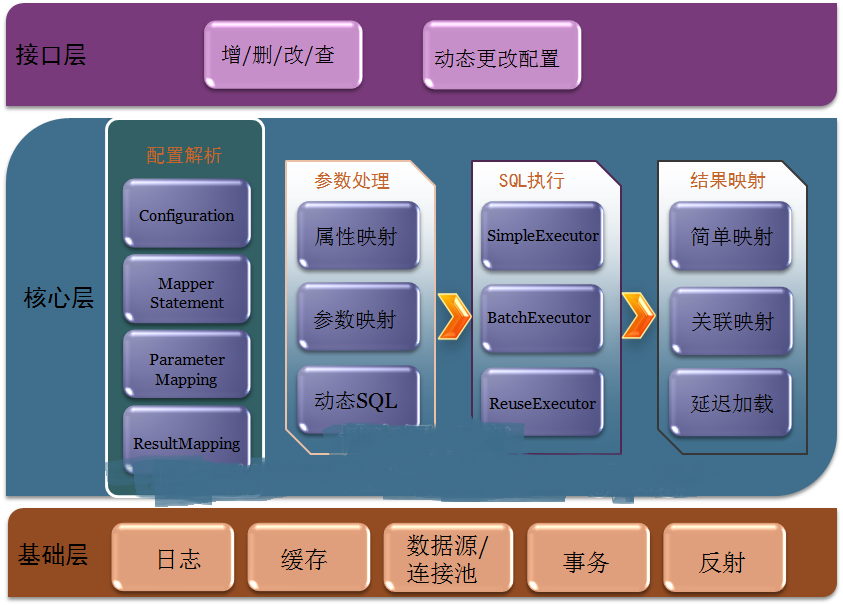 接口层
增/删/改/查
动态更改配置
核心层
配置解析
Configuration
Mapper
Statement
Parameter
Mapping
ResultMapping
参数处理
属性映射
参数映射
动态SQL
SQL执行
SimpleExecutor
BatchExecutor
ReuseExecutor
结果映射
简单映射
关联映射
延迟加载
基础层
日志
缓存
数据源/
连接池
事务
反射